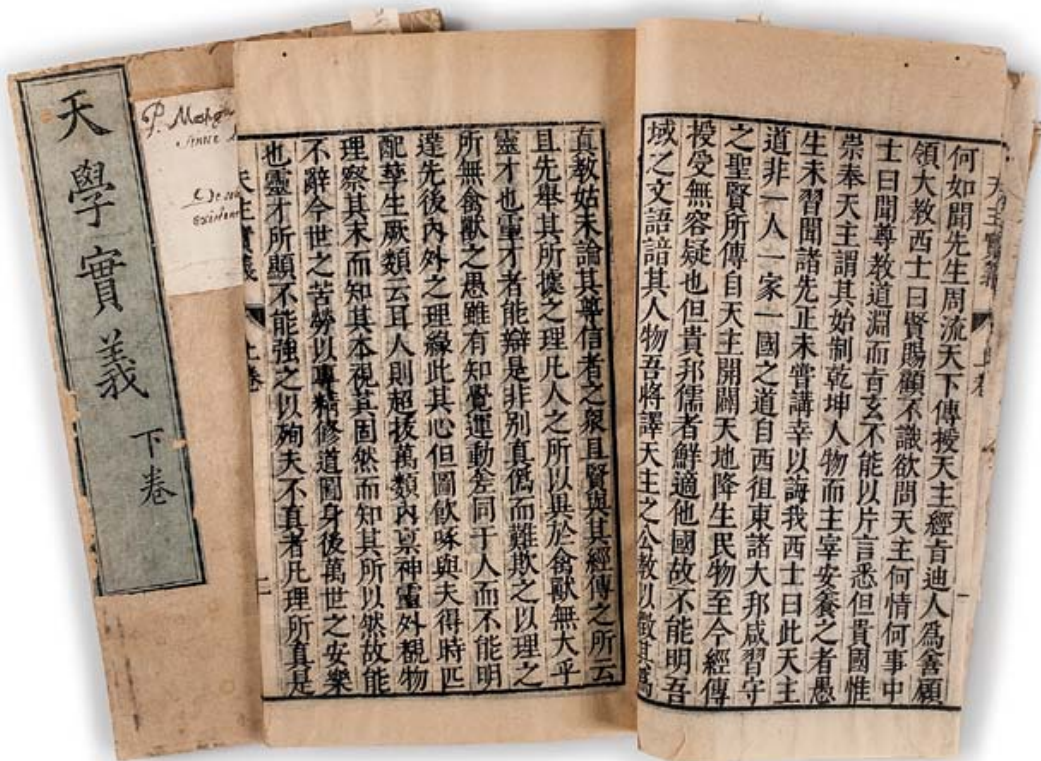 何如聞先生周流天下傳授天主經旨迪人為善願
領大教西士曰賢賜顧不識欲問天主何情何事中
士曰聞尊教道淵而旨玄不能以片言悉但貴國惟
崇奉天主謂其始制乾坤人物而主宰安養之者愚
生未習聞諸先正未嘗講幸以誨我西士曰此天主
道非一人一家一國之道自西徂東諸大邦咸習守
之聖賢所傳自天主開闢天地降生民物至今經傳
授受無容疑也但貴邦儒者鮮適他國故不能明吾
域之文語諳其人物吾將譯天主之公教以徵其為
真教姑未論其尊信者之衆且賢與其經傳之所云
且先舉其所據之理凡人之所以異於禽獸無大乎
靈才也靈才者能辯是非別真偽而難欺之以理之
所無禽獸之愚雖有知覺運動差同于人而不能明
達先後內外之理緣此其心但圖飲啄與夫得時匹
配孳生厥類云耳人則超拔萬類內稟神靈外觀物
理察其末而知其本視其固然而知其所以然故能
不辭今世之苦勞以專精修道圖身後萬世之安樂
也靈才所顯不能強之以殉夫不真者凡理所真是
天主實義 上卷
天學實義 下卷